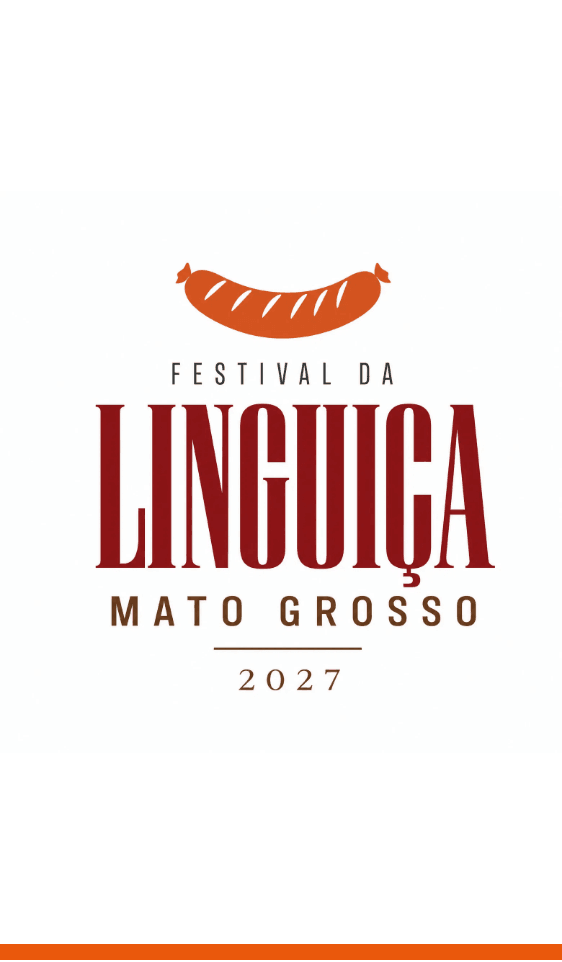 FESTIVAL DA
LINGUIÇA
MATO GROSSO
2027